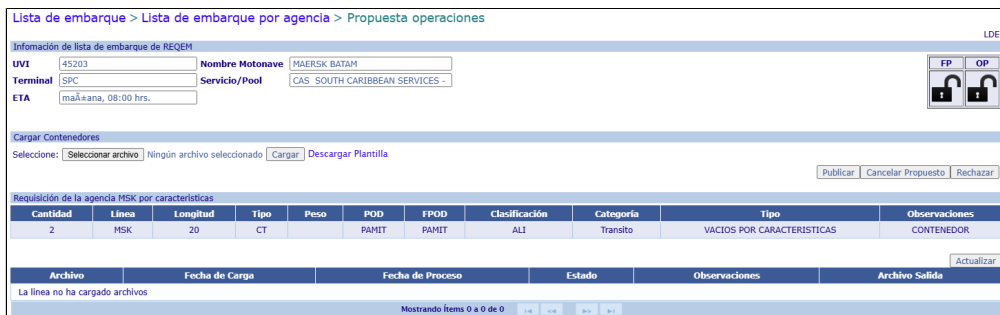 Lista de embarque > Lista de embarque por agencia > Propuesta operaciones
LDE
Infomación de lista de embarque de REQEM
UVI 45203 Nombre Motonave MAERSK BATAM FP OP
Terminal SPC Servicio/Pool CAS SOUTH CARIBBEAN SERVICES -
ETA maÃ±ana, 08:00 hrs.
Cargar Contenedores
Seleccione: Seleccionar archivo Ningún archivo seleccionado Cargar Descargar Plantilla
Publicar Cancelar Propuesto Rechazar
Requisición de la agencia MSK por caracteristicas
Cantidad Línea Longitud Tipo Peso POD FPOD Clasificación Categoría Tipo Observaciones
2 MSK 20 CT PAMIT PAMIT ALI Transito VACIOS POR CARACTERISTICAS CONTENEDOR
Actualizar
Archivo Fecha de Carga Fecha de Proceso Estado Observaciones Archivo Salida
La linea no ha cargado archivos
Mostrando Ítems 0 a 0 de 0